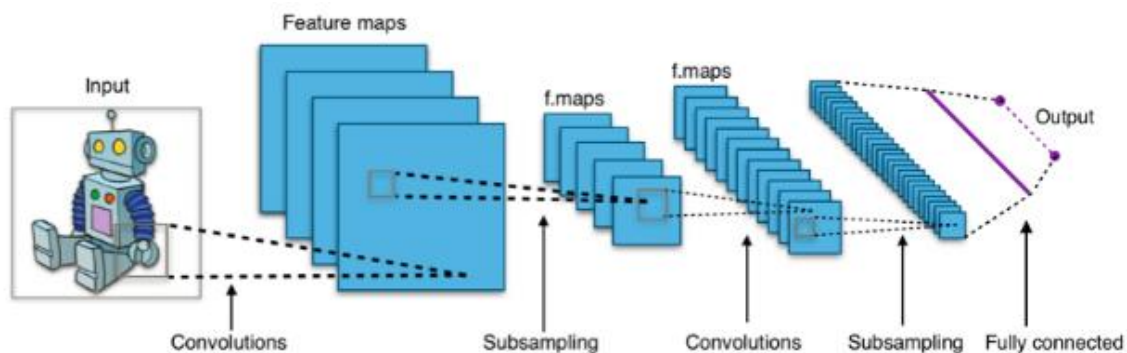 Feature maps
Input
f.maps
f.maps
Output
Convolutions
Subsampling
Convolutions
Subsampling
Fully connected